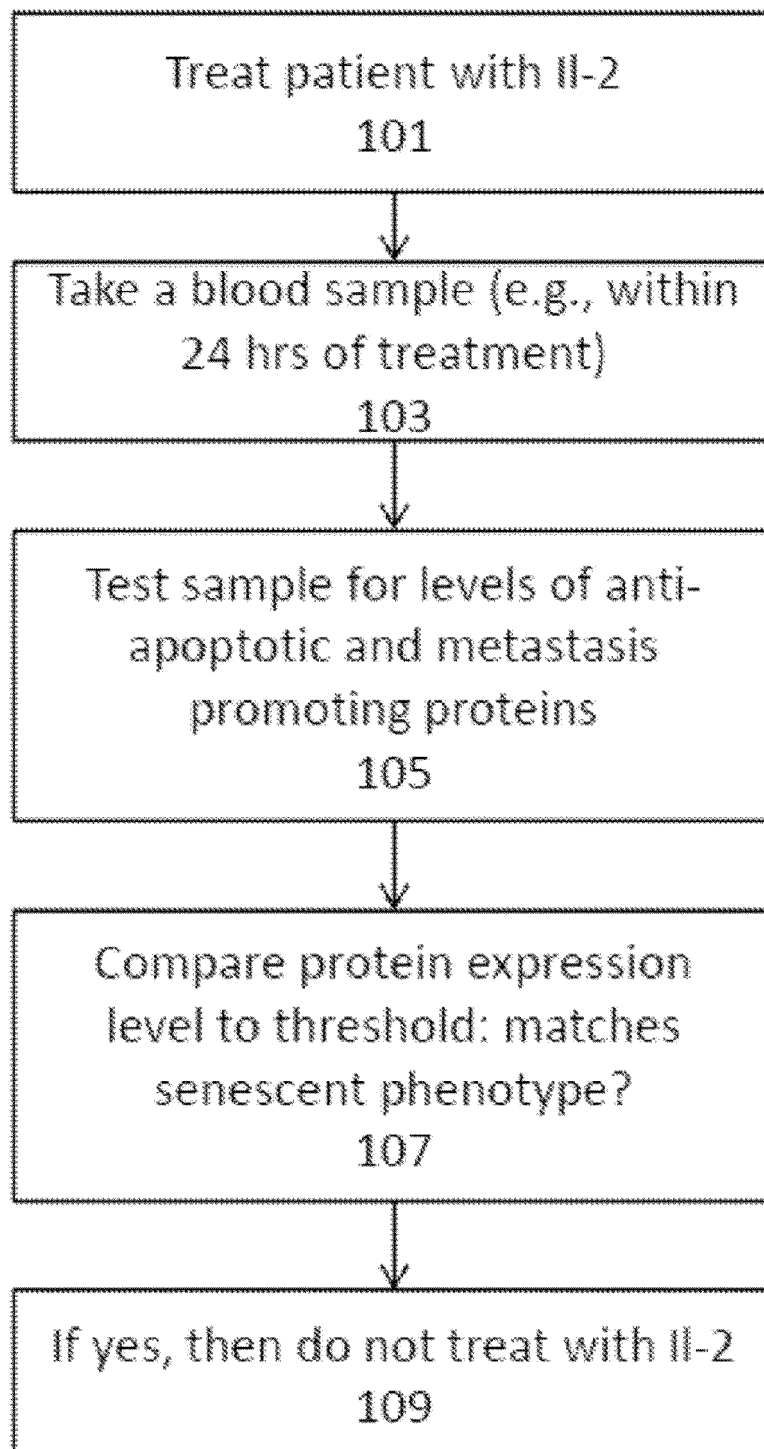 Treat patient with Il-2
101
Take a blood sample (e.g., within
24 hrs of treatment)
103
Test sample for levels of anti-
apoptotic and metastasis
promoting proteins
105
Compare protein expression
level to threshold: matches
senescent phenotype?
107
If yes, then do not treat with Il-2
109